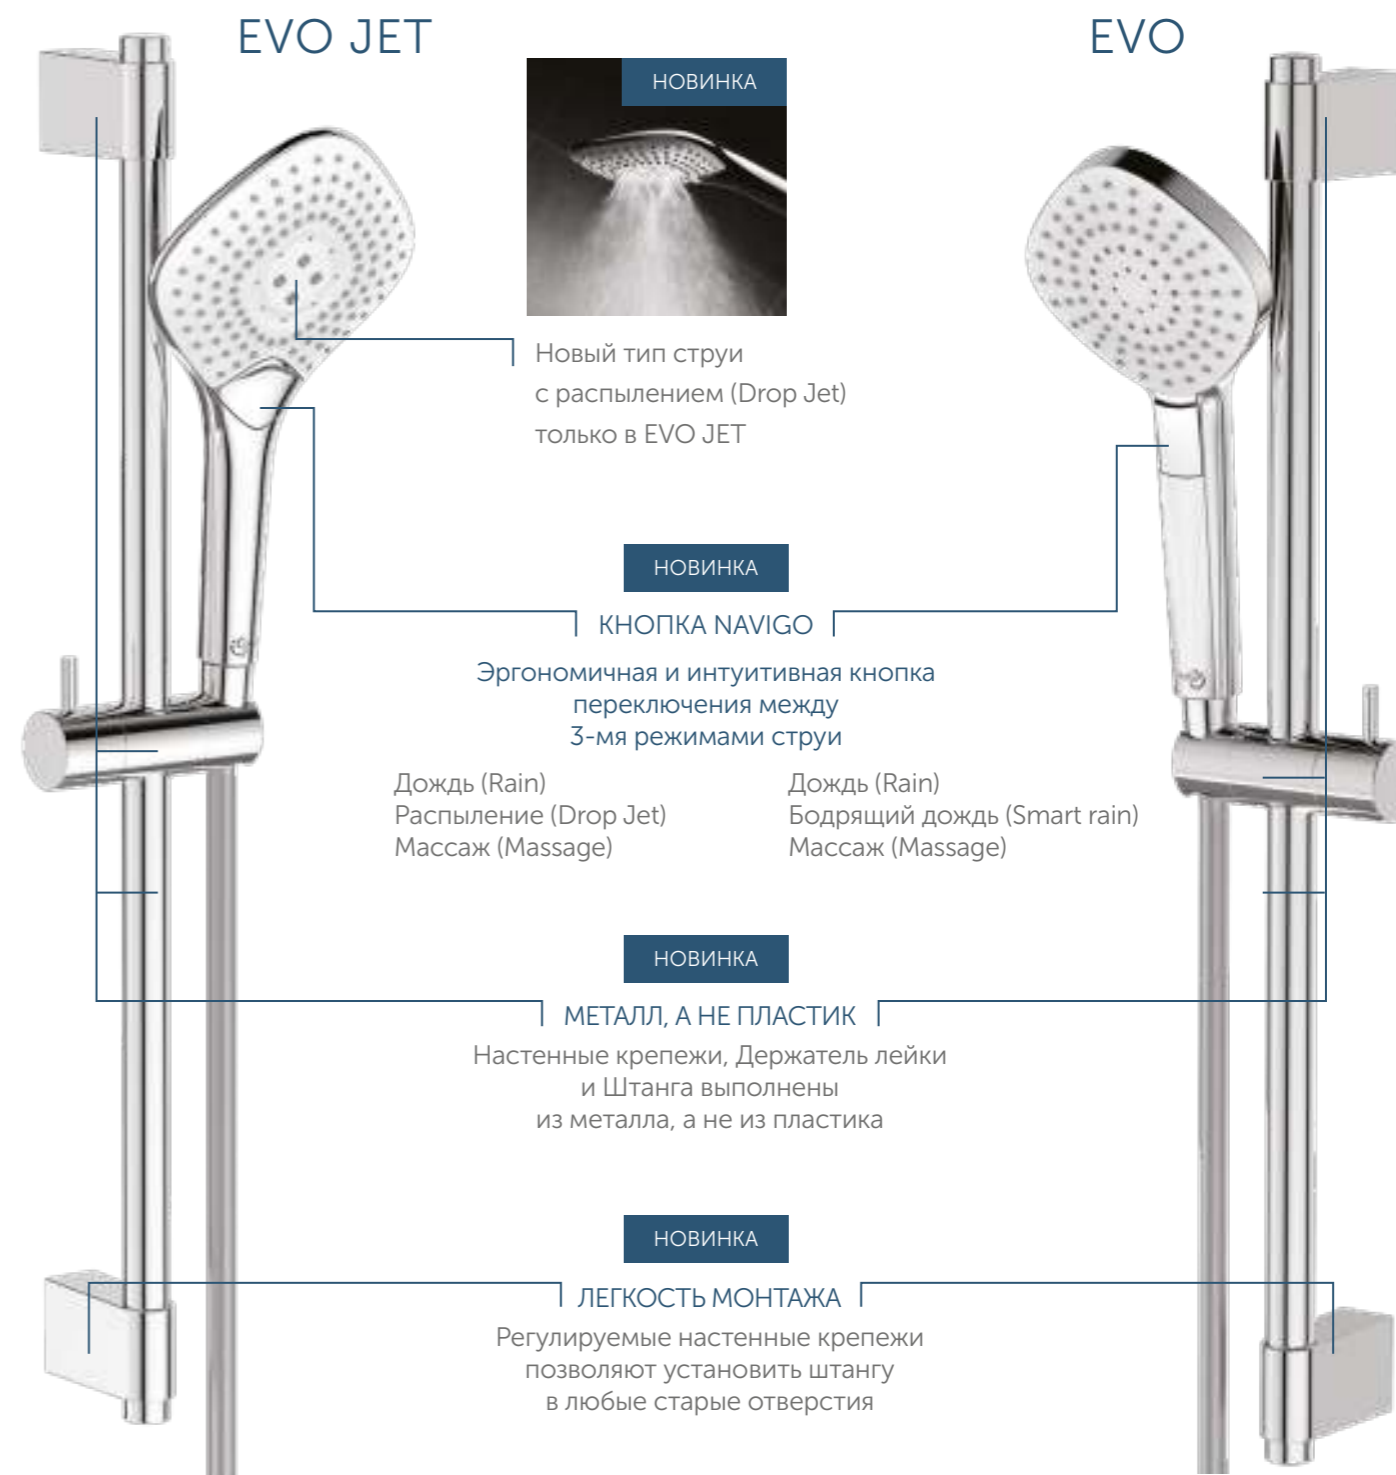 EVO JET
EVO
НОВИНКА
Новый тип струи
с распылением (Drop Jet)
только в EVO JET
НОВИНКА
КНОПКА NAVIGO
Эргономичная и интуитивная кнопка
переключения между
3-мя режимами струи
Дождь (Rain)
Распыление (Drop Jet)
Массаж (Massage)
Дождь (Rain)
Бодрящий дождь (Smart rain)
Массаж (Massage)
НОВИНКА
МЕТАЛЛ, А НЕ ПЛАСТИК
Настенные крепежи, Держатель лейки
и Штанга выполнены
из металла, а не из пластика
НОВИНКА
ЛЕГКОСТЬ МОНТАЖА
Регулируемые настенные крепежи
позволяют установить штангу
в любые старые отверстия